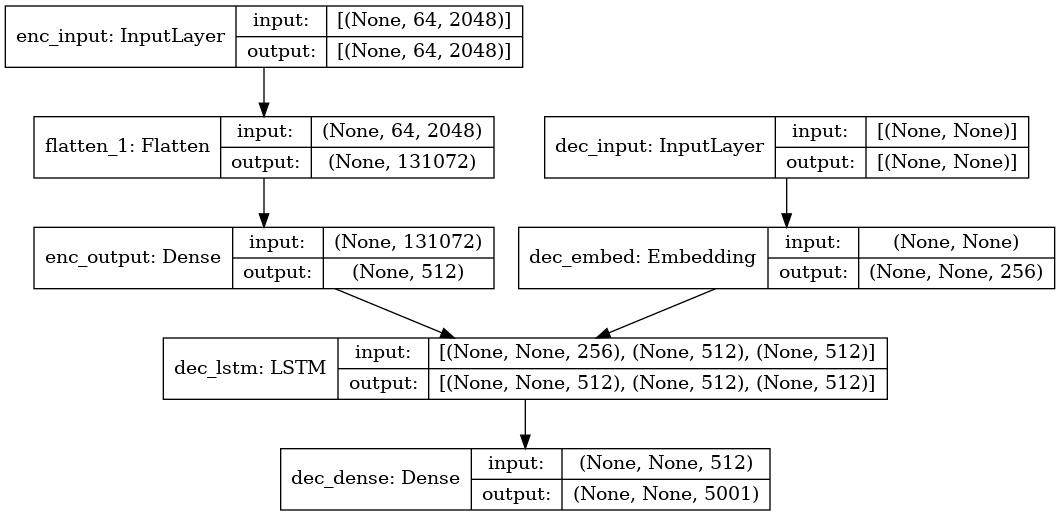 enc_input: InputLayer
input: [(None, 64, 2048)]
output: [(None, 64, 2048)]
flatten_1: Flatten
input: (None, 64, 2048)
output: (None, 131072)
dec_input: InputLayer
input: [(None, None)]
output: [(None, None)]
enc_output: Dense
input: (None, 131072)
output: (None, 512)
dec_embed: Embedding
input: (None, None)
output: (None, None, 256)
dec_lstm: LSTM
input: [(None, None, 256), (None, 512), (None, 512)]
output: [(None, None, 512), (None, 512), (None, 512)]
dec_dense: Dense
input: (None, None, 512)
output: (None, None, 5001)